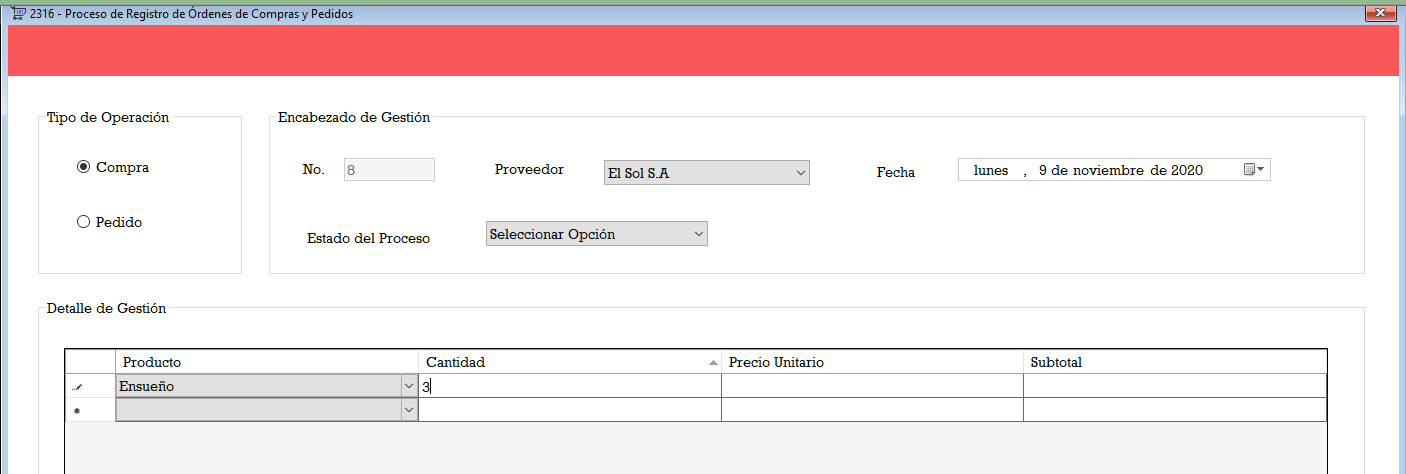 2316 - Proceso de Registro de Órdenes de Compras y Pedidos
Tipo de Operación
Compra
Pedido
Encabezado de Gestión
No. 8 Proveedor El Sol S.A Fecha lunes , 9 de noviembre de 2020
Estado del Proceso Seleccionar Opción
Detalle de Gestión
Producto Cantidad Precio Unitario Subtotal
Ensueño 3